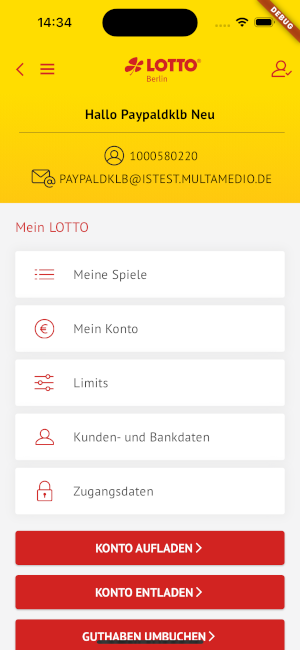 14:34
DEBUG
LOTTO®
Berlin
Hallo Paypaldklb Neu
1000580220
PAYPALDKLB@ISTEST.MULTAMEDIO.DE
Mein LOTTO
Meine Spiele
Mein Konto
Limits
Kunden- und Bankdaten
Zugangsdaten
KONTO AUFLADEN
KONTO ENTLADEN
GUTHABEN UMBUCHEN